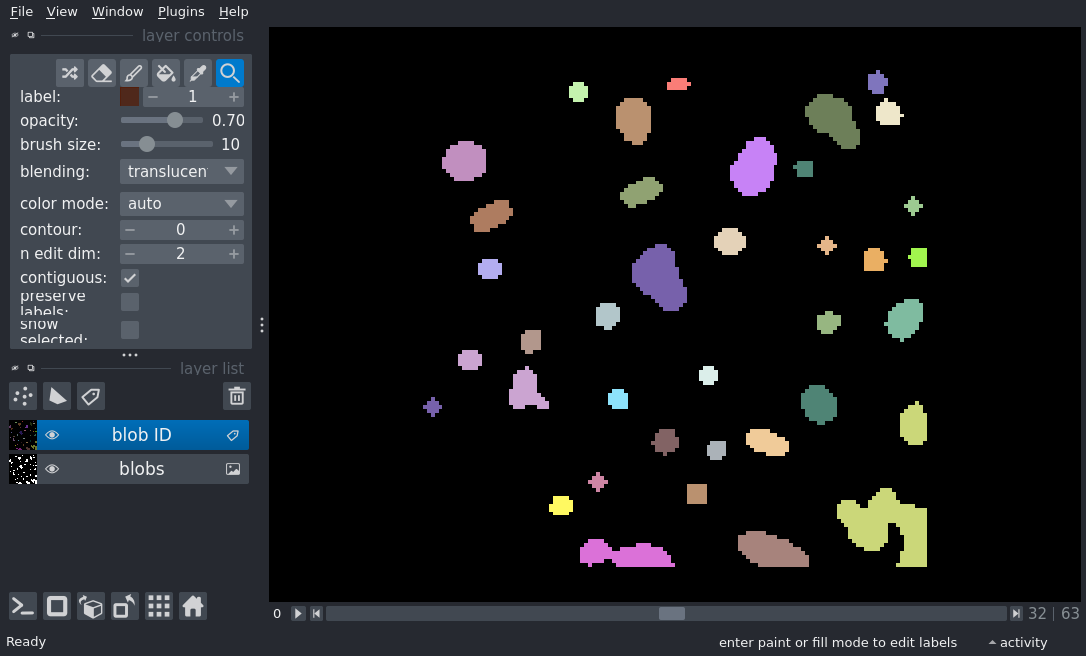 File View Window Plugins Help
layer controls
label: 1
opacity: 0.70
brush size: 10
blending: translucen
color mode: auto
contour: 0
n edit dim: 2
contiguous:
preserve
labels:
show
selected:
layer list
blob ID
blobs
0 32 | 63
Ready enter paint or fill mode to edit labels activity